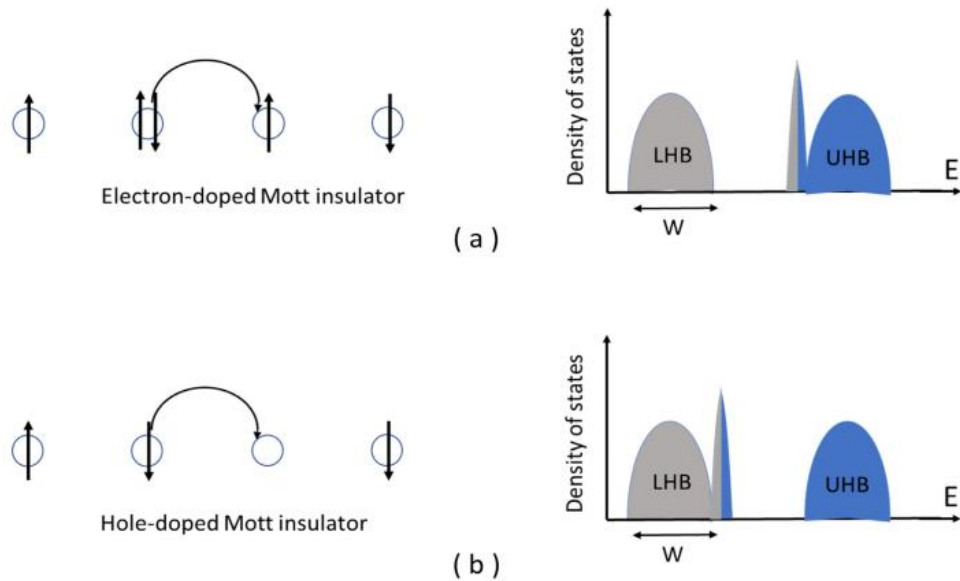 Density of states
LHB
UHB
E
W
Electron-doped Mott insulator
( a )
Density of states
LHB
UHB
E
W
Hole-doped Mott insulator
( b )